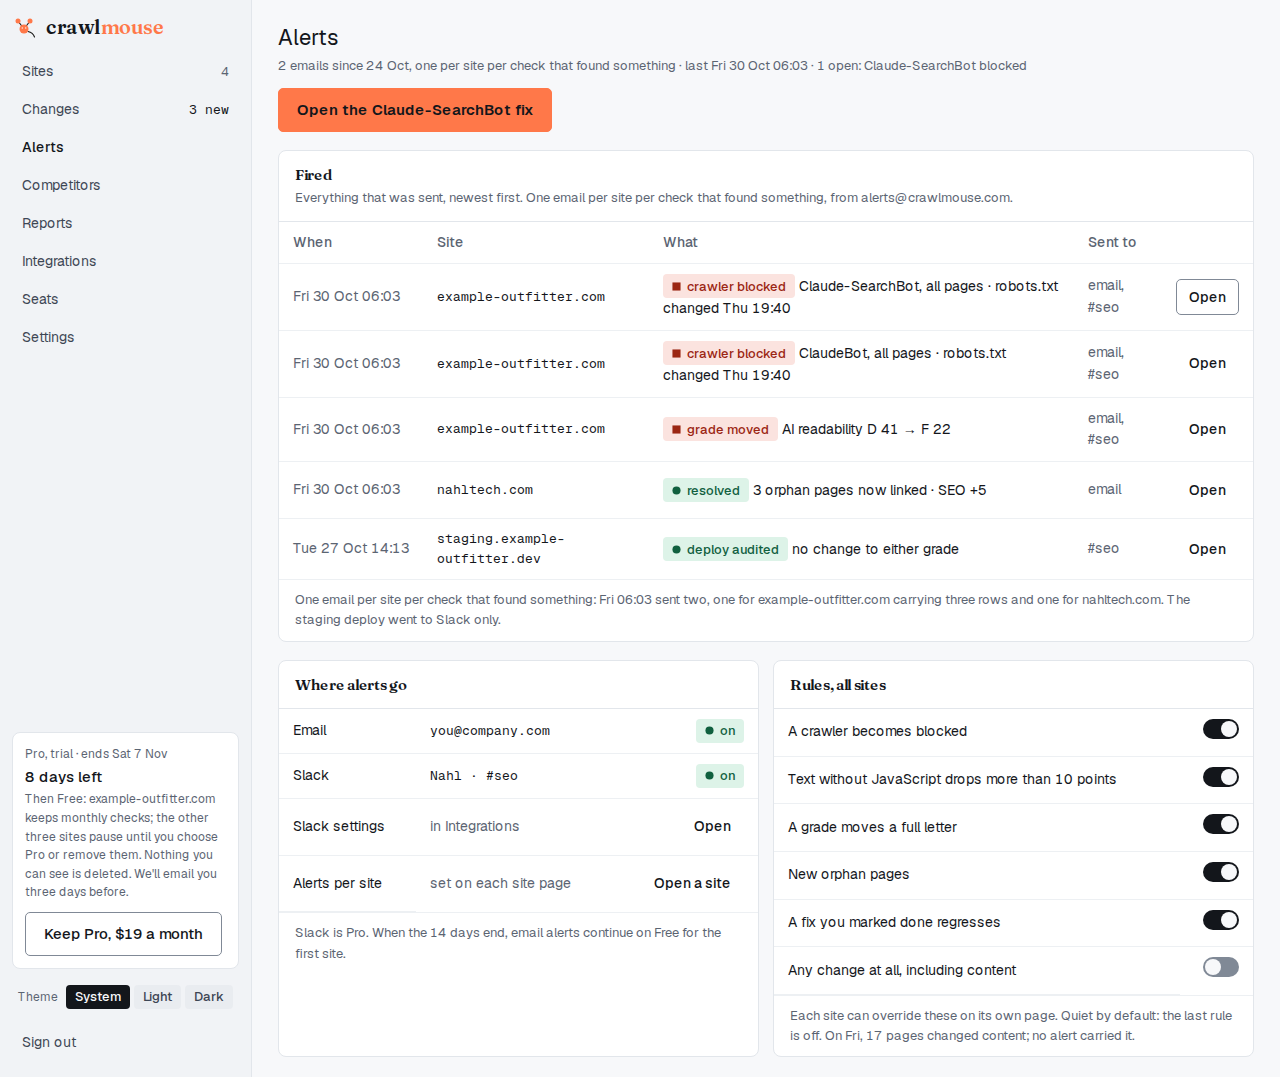 crawlmouse
Sites 4
Changes 3 new
Alerts
Competitors
Reports
Integrations
Seats
Settings
Pro, trial · ends Sat 7 Nov
8 days left
Then Free: example-outfitter.com
keeps monthly checks; the other
three sites pause until you choose
Pro or remove them. Nothing you
can see is deleted. We'll email you
three days before.
Keep Pro, $19 a month
Theme System Light Dark
Sign out
Alerts
2 emails since 24 Oct, one per site per check that found something · last Fri 30 Oct 06:03 · 1 open: Claude-SearchBot blocked
Open the Claude-SearchBot fix
Fired
Everything that was sent, newest first. One email per site per check that found something, from alerts@crawlmouse.com.
When Site What Sent to
Fri 30 Oct 06:03 example-outfitter.com crawler blocked Claude-SearchBot, all pages · robots.txt email, Open
changed Thu 19:40 #seo
Fri 30 Oct 06:03 example-outfitter.com crawler blocked ClaudeBot, all pages · robots.txt email, Open
changed Thu 19:40 #seo
Fri 30 Oct 06:03 example-outfitter.com grade moved AI readability D 41 → F 22 email, Open
#seo
Fri 30 Oct 06:03 nahltech.com resolved 3 orphan pages now linked · SEO +5 email Open
Tue 27 Oct 14:13 staging.example- deploy audited no change to either grade #seo Open
outfitter.dev
One email per site per check that found something: Fri 06:03 sent two, one for example-outfitter.com carrying three rows and one for nahltech.com. The
staging deploy went to Slack only.
Where alerts go
Email you@company.com on
Slack Nahl · #seo on
Slack settings in Integrations Open
Alerts per site set on each site page Open a site
Slack is Pro. When the 14 days end, email alerts continue on Free for the
first site.
Rules, all sites
A crawler becomes blocked
Text without JavaScript drops more than 10 points
A grade moves a full letter
New orphan pages
A fix you marked done regresses
Any change at all, including content
Each site can override these on its own page. Quiet by default: the last rule
is off. On Fri, 17 pages changed content; no alert carried it.